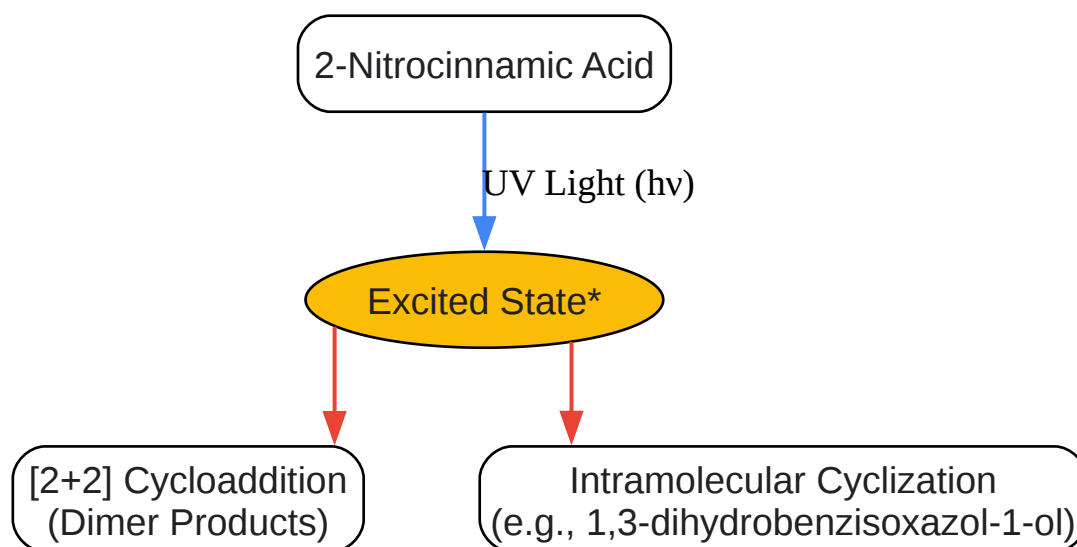 2-Nitrocinnamic Acid
UV Light (hν)
Excited State*
[2+2] Cycloaddition
(Dimer Products)
Intramolecular Cyclization
(e.g., 1,3-dihydrobenzisoxazol-1-ol)